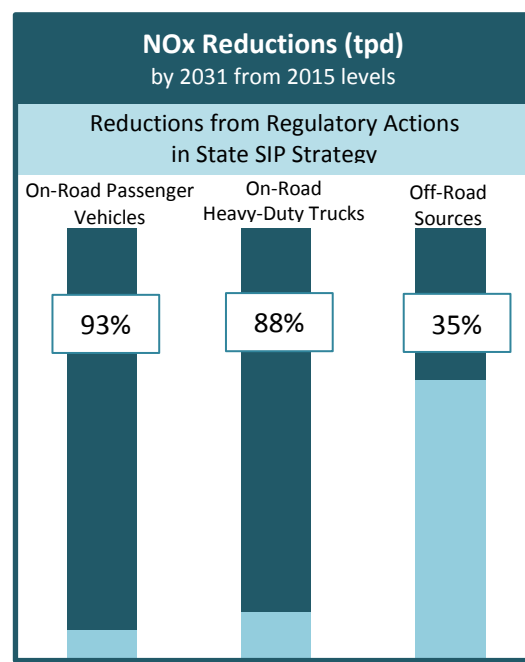 NOx Reductions (tpd)
by 2031 from 2015 levels
Reductions from Regulatory Actions
in State SIP Strategy
On-Road Passenger
Vehicles
On-Road
Heavy-Duty Trucks
Off-Road
Sources
93%
88%
35%